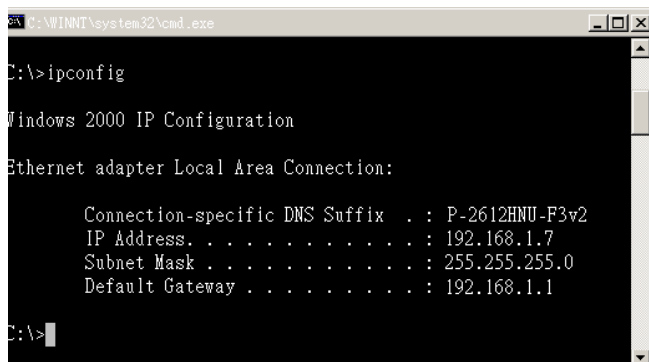 C:\WINNT\system32\cmd.exe
C:\>ipconfig
Windows 2000 IP Configuration
Ethernet adapter Local Area Connection:
Connection-specific DNS Suffix  . : P-2612HNU-F3v2
IP Address. . . . . . . . . . . . : 192.168.1.7
Subnet Mask . . . . . . . . . . . : 255.255.255.0
Default Gateway . . . . . . . . . : 192.168.1.1
C:\>